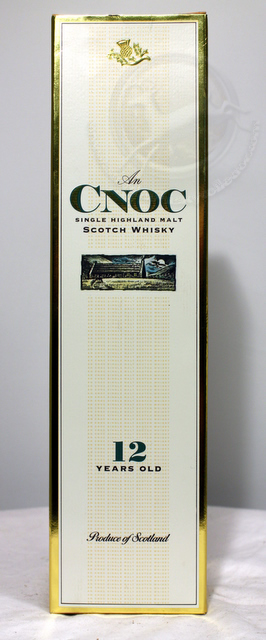 An
CNOC
SINGLE HIGHLAND MALT
SCOTCH WHISKY
12
YEARS OLD
Produce of Scotland